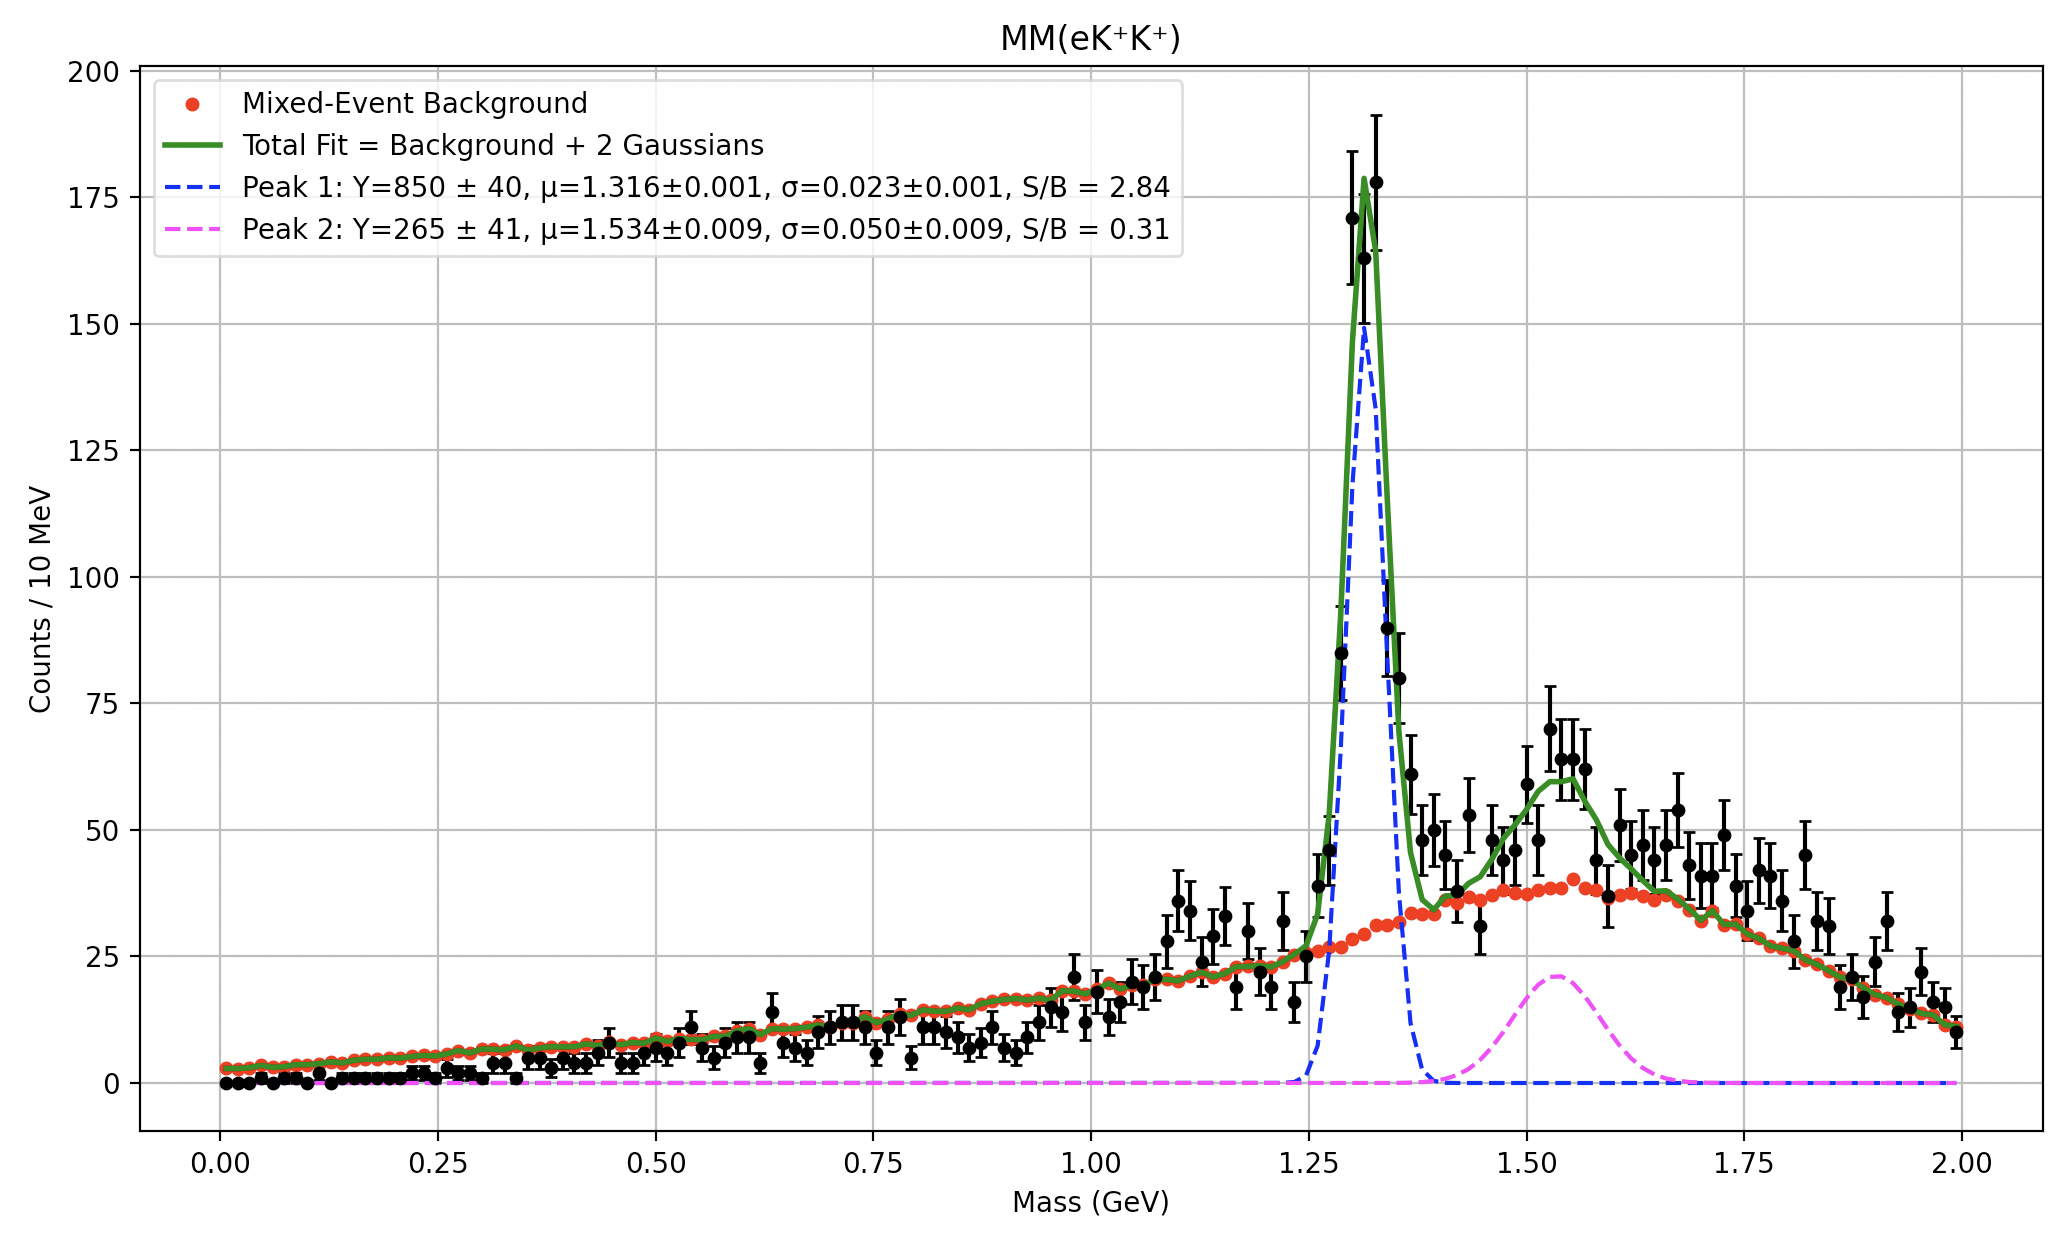 MM(eK⁺K⁺)
Mixed-Event Background
Total Fit = Background + 2 Gaussians
Peak 1: Y=850 ± 40, μ=1.316±0.001, σ=0.023±0.001, S/B = 2.84
Peak 2: Y=265 ± 41, μ=1.534±0.009, σ=0.050±0.009, S/B = 0.31
200
175
150
125
100
75
50
25
0
Counts / 10 MeV
0.00 0.25 0.50 0.75 1.00 1.25 1.50 1.75 2.00
Mass (GeV)